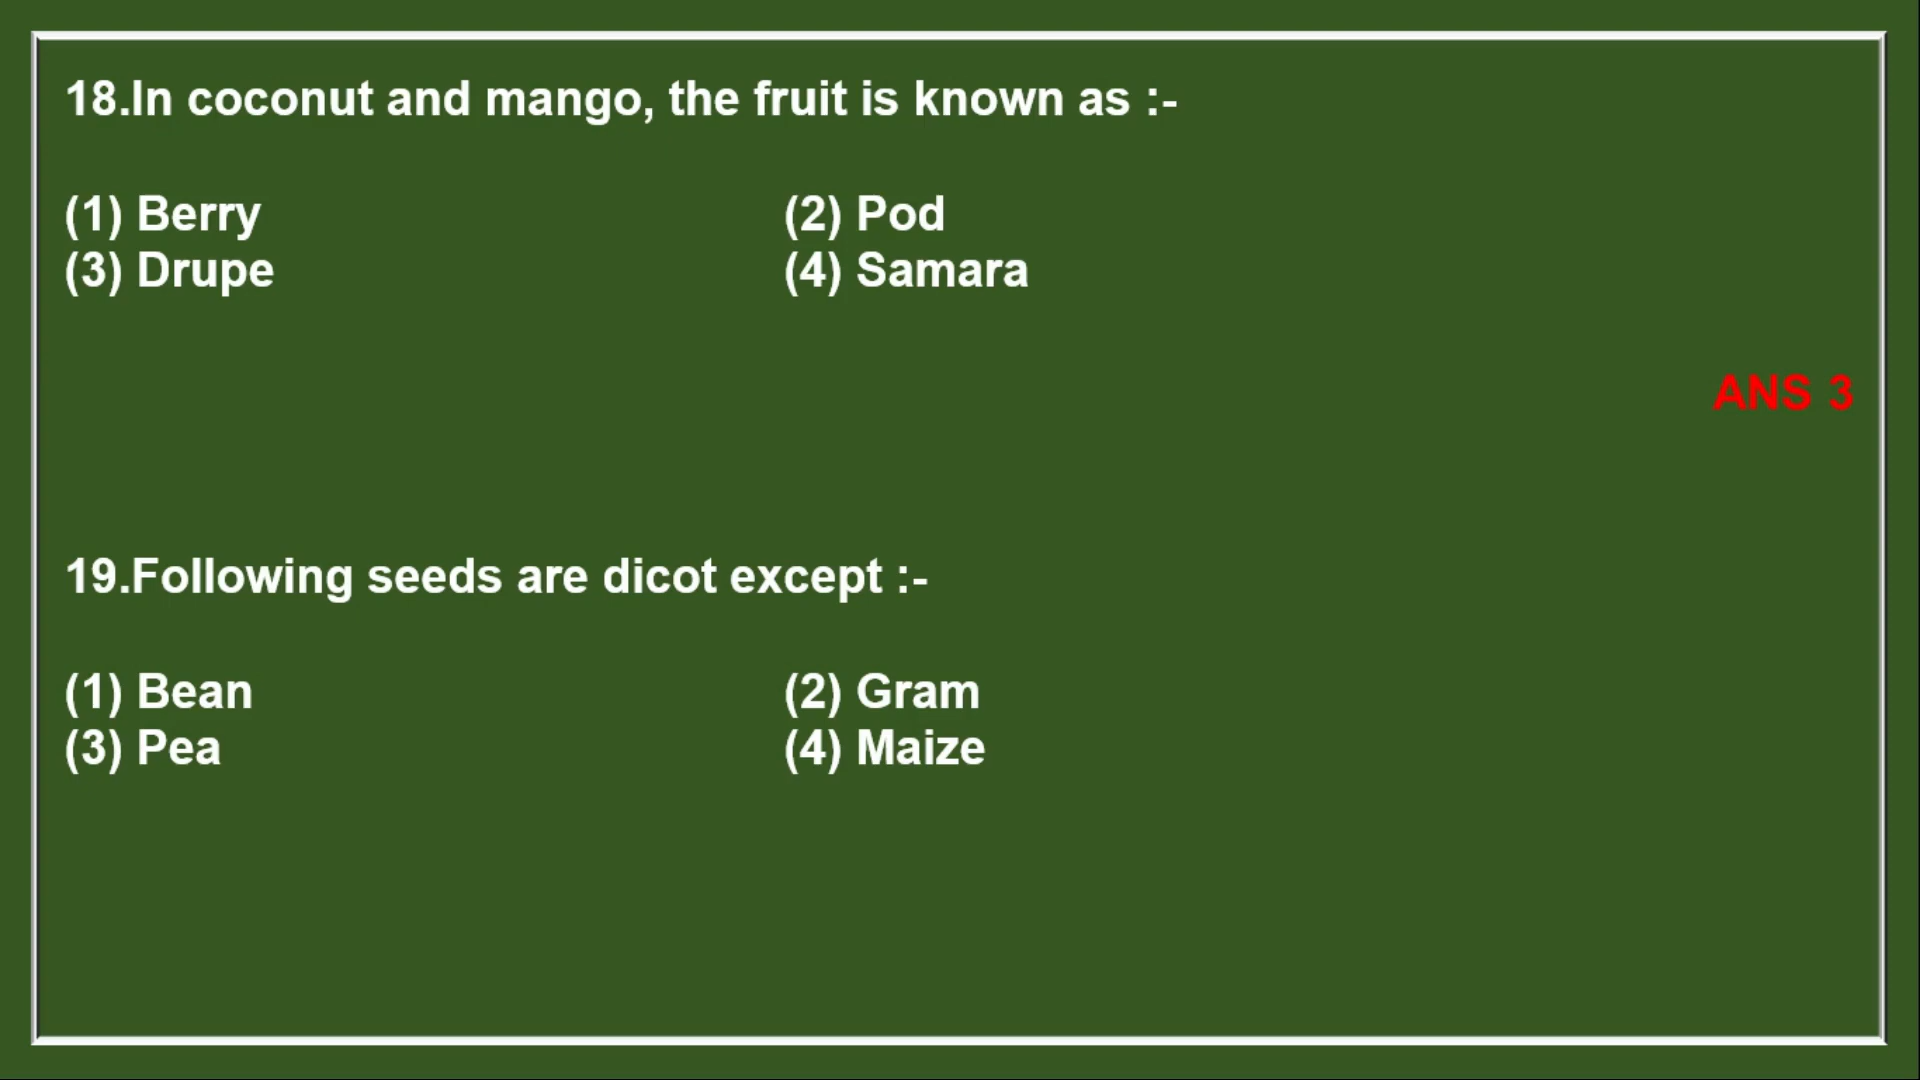 18.In coconut and mango, the fruit is known as :-
(1) Berry (2) Pod
(3) Drupe (4) Samara
ANS 3
19.Following seeds are dicot except :-
(1) Bean (2) Gram
(3) Pea (4) Maize